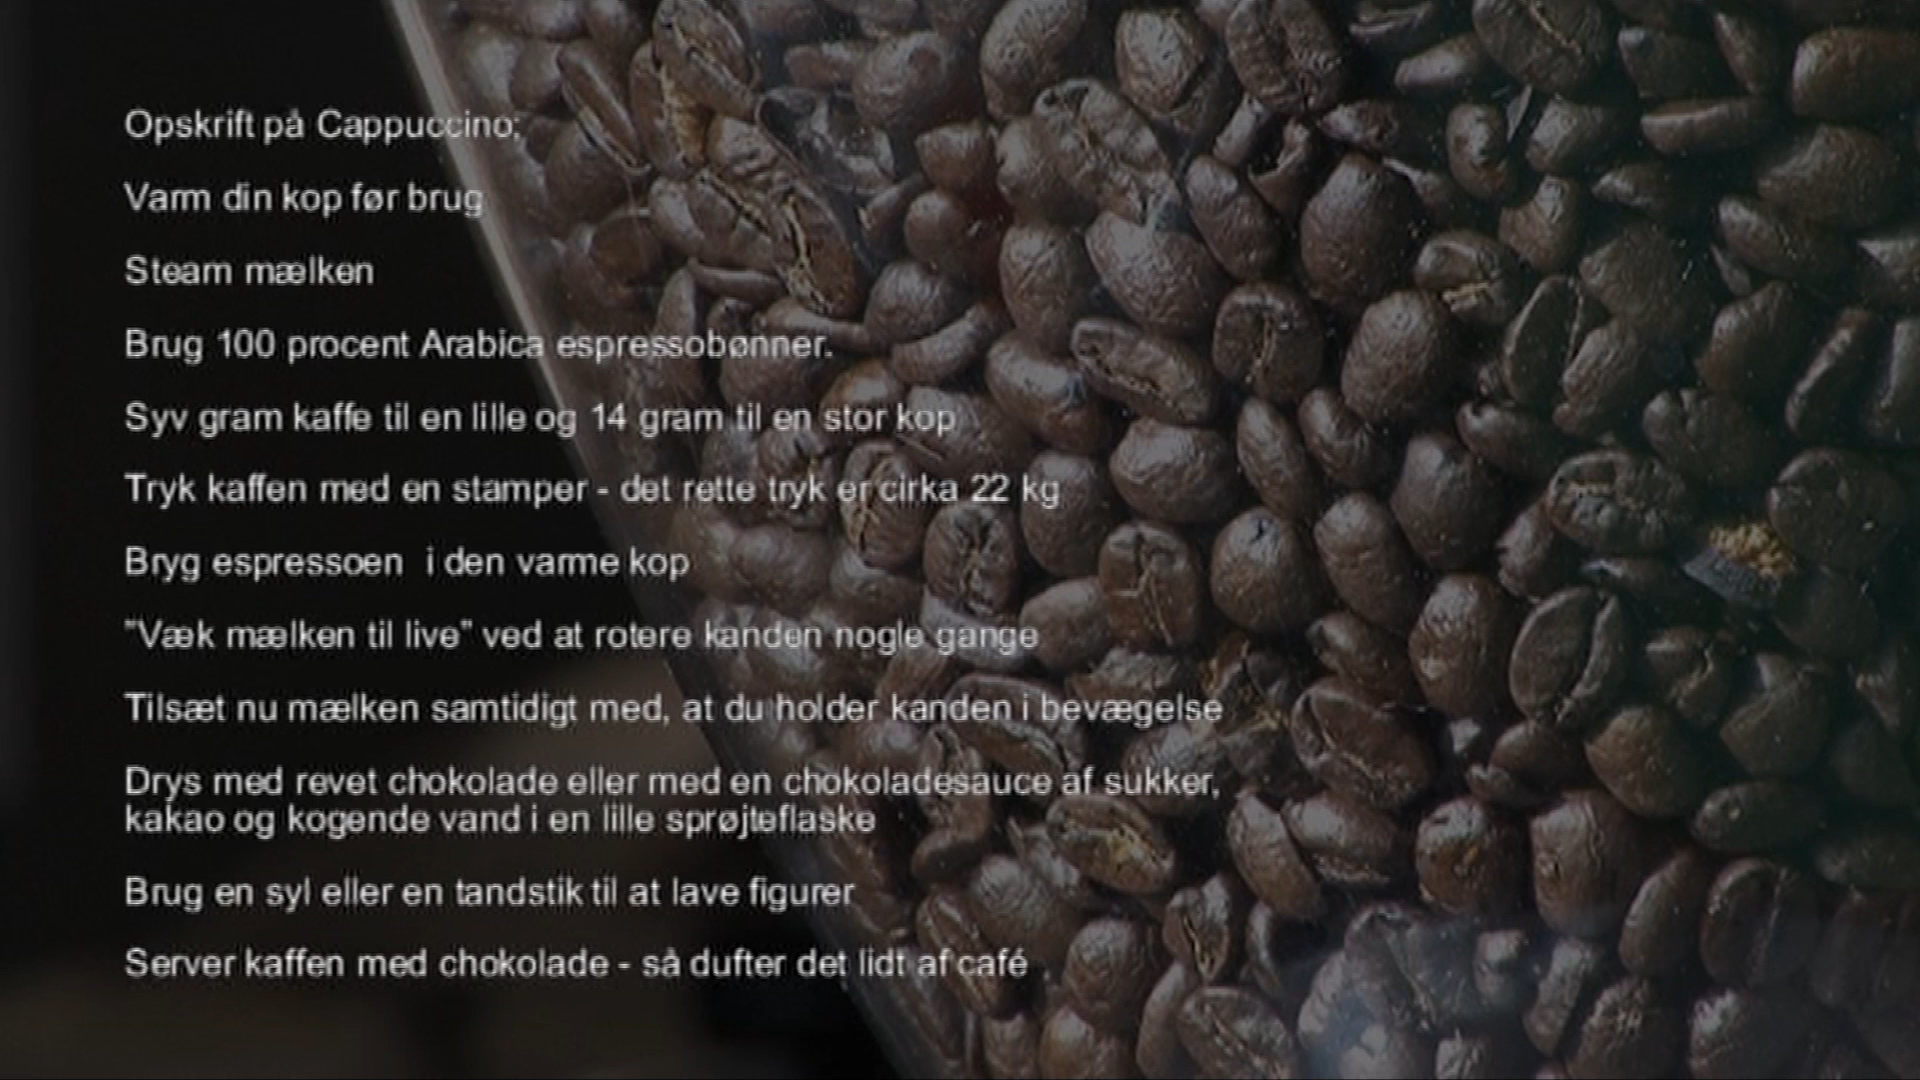 Opskrift på Cappuccino:
Varm din kop før brug
Steam mælken
Brug 100 procent Arabica espressobønner.
Syv gram kaffe til en lille og 14 gram til en stor kop
Tryk kaffen med en stamper - det rette tryk er cirka 22 kg
Bryg espressoen  i den varme kop
"Væk mælken til live" ved at rotere kanden nogle gange
Tilsæt nu mælken samtidigt med, at du holder kanden i bevægelse
Drys med revet chokolade eller med en chokoladesauce af sukker,
kakao og kogende vand i en lille sprøjteflaske
Brug en syl eller en tandstik til at lave figurer
Server kaffen med chokolade - så dufter det lidt af café